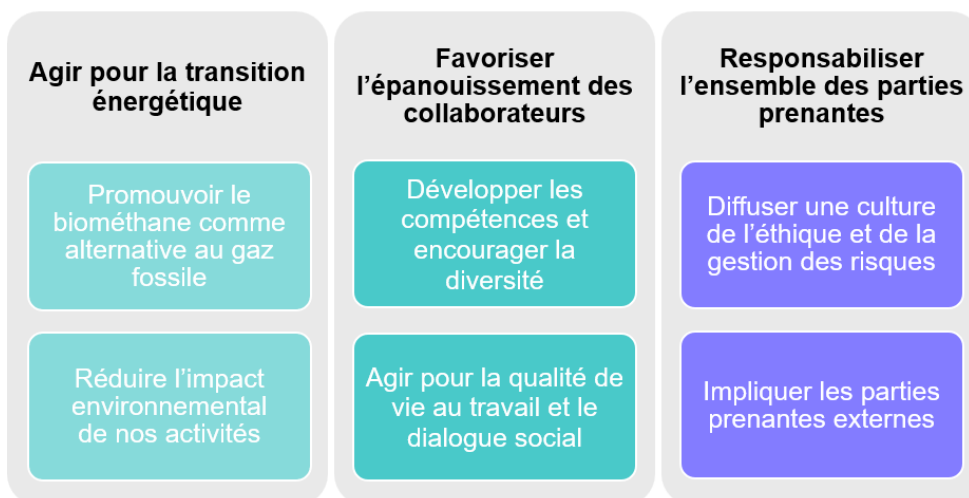 Agir pour la transition
énergétique
Promouvoir le
biométhane comme
alternative au gaz
fossile
Réduire l’impact
environnemental
de nos activités
Favoriser
l’épanouissement des
collaborateurs
Développer les
compétences et
encourager la
diversité
Agir pour la qualité de
vie au travail et le
dialogue social
Responsabiliser
l’ensemble des parties
prenantes
Diffuser une culture
de l’éthique et de la
gestion des risques
Impliquer les parties
prenantes externes